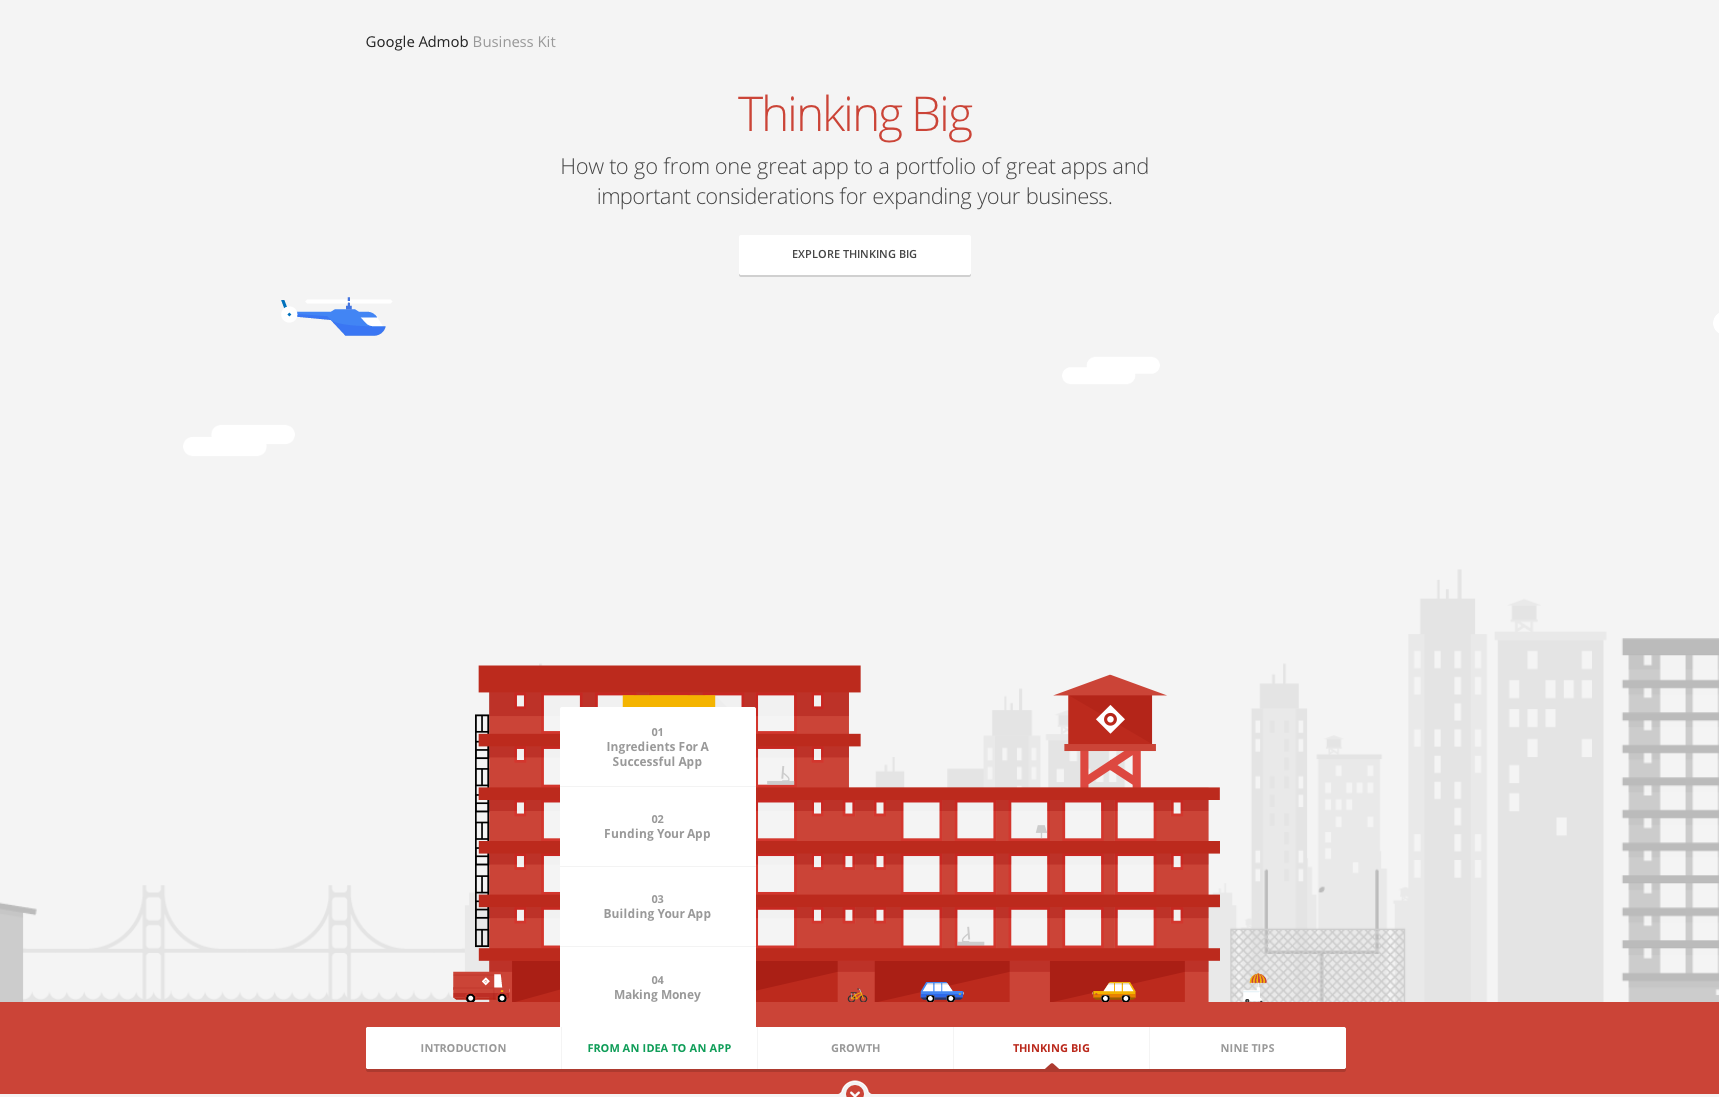 Google Admob Business Kit
Thinking Big
How to go from one great app to a portfolio of great apps and
important considerations for expanding your business.
EXPLORE THINKING BIG
01
Ingredients For A
Successful App
02
Funding Your App
03
Building Your App
04
Making Money
INTRODUCTION
FROM AN IDEA TO AN APP
GROWTH
THINKING BIG
NINE TIPS